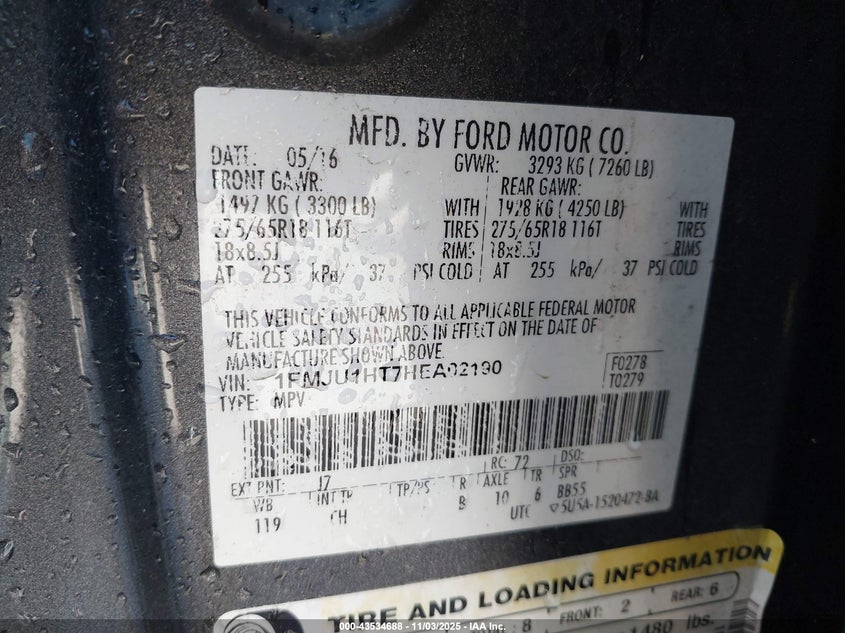 MFD. BY FORD MOTOR CO.
DATE: 05/16 GVWR: 3293 KG ( 7260 LB)
FRONT GAWR: REAR GAWR:
1497 KG ( 3300 LB) WITH 1928 KG ( 4250 LB) WITH
275/65R18 116T TIRES 275/65R18 116T TIRES
18x8.5J RIMS 18x8.5J RIMS
AT 255 kPa/ 37 PSI COLD AT 255 kPa/ 37 PSI COLD
THIS VEHICLE CONFORMS TO ALL APPLICABLE FEDERAL MOTOR
VEHICLE SAFETY STANDARDS IN EFFECT ON THE DATE OF
MANUFACTURE SHOWN ABOVE.
VIN: 1FMJU1HT7HEA02190 F0278
TYPE: MPV T0279
EXT PNT: J7 RC: 72 DSO:
WB INT TR TP/PS R AXLE TR SPR
119 CH B 10 6 BB55
UTC 5U5A-1520472-BA
TIRE AND LOADING INFORMATION
8 FRONT: 2 REAR: 6
1480 lbs.
000-43534688 - 11/03/2025 - IAA Inc.